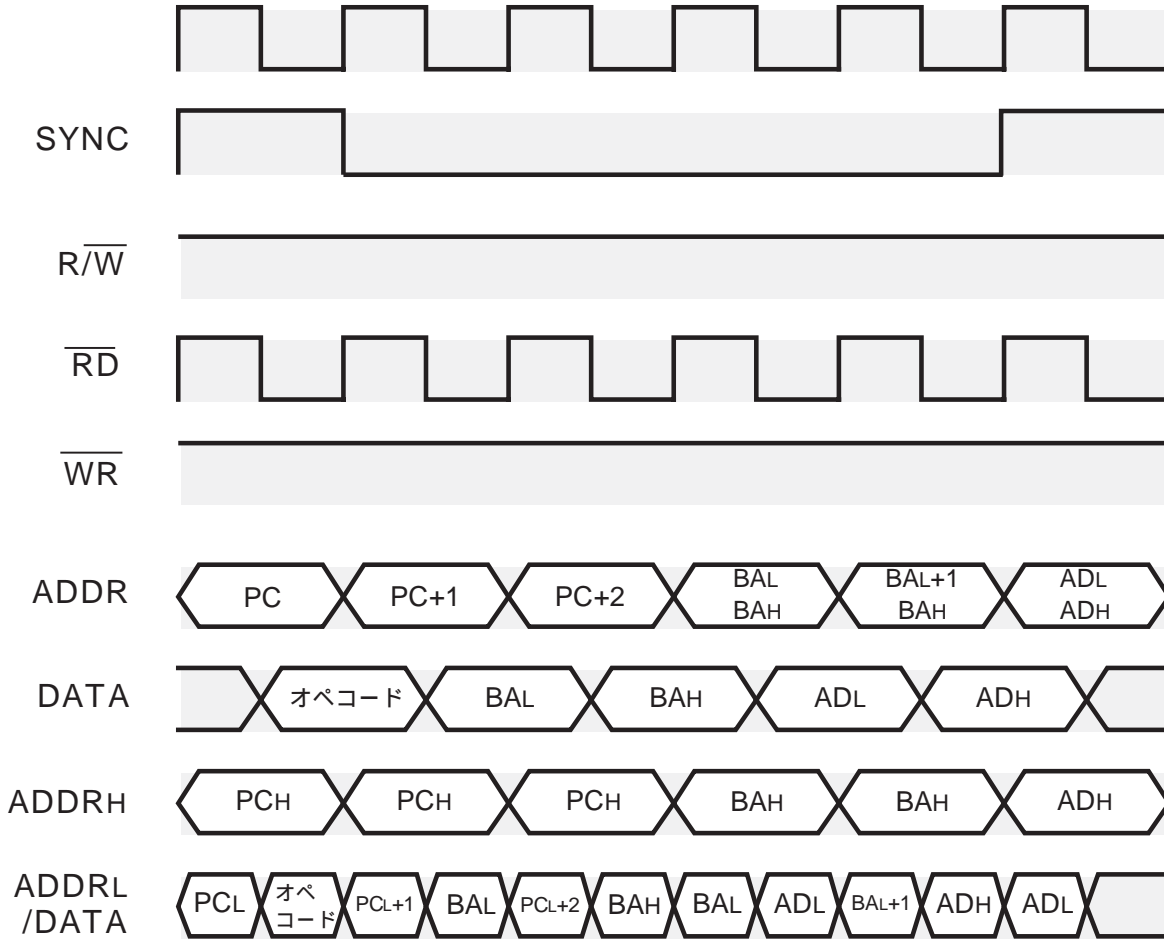 SYNC
R/W
RD
WR
ADDR
PC
PC+1
PC+2
BAL
BAH
BAL+1
BAH
ADL
ADH
DATA
オペコード
BAL
BAH
ADL
ADH
ADDRH
PCH
PCH
PCH
BAH
BAH
ADH
ADDRL
/DATA
PCL
オペ
コード
PCL+1
BAL
PCL+2
BAH
BAL
ADL
BAL+1
ADH
ADL